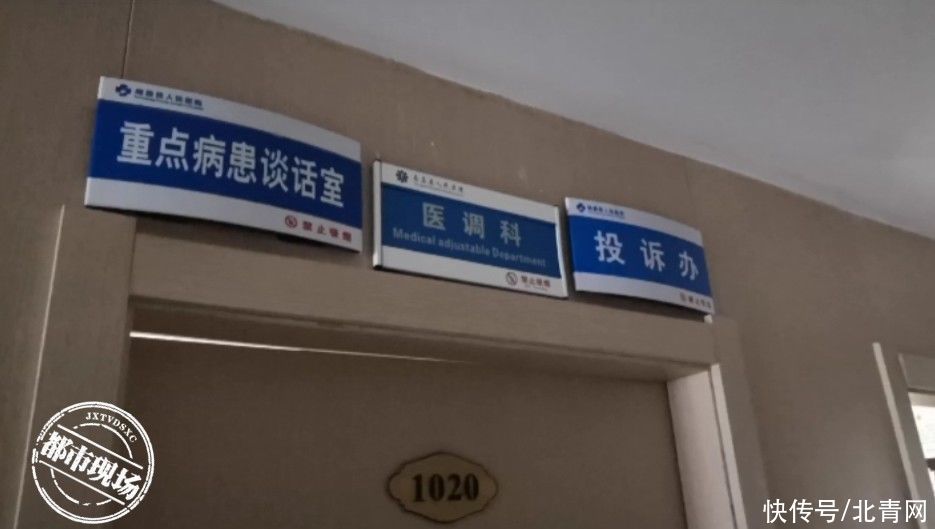 重点病患谈话室
禁止吸烟
医调科
Medical adjustable Department
禁止吸烟
投诉办
1020
JXTVDSXC
都市现场
快传号/北青网